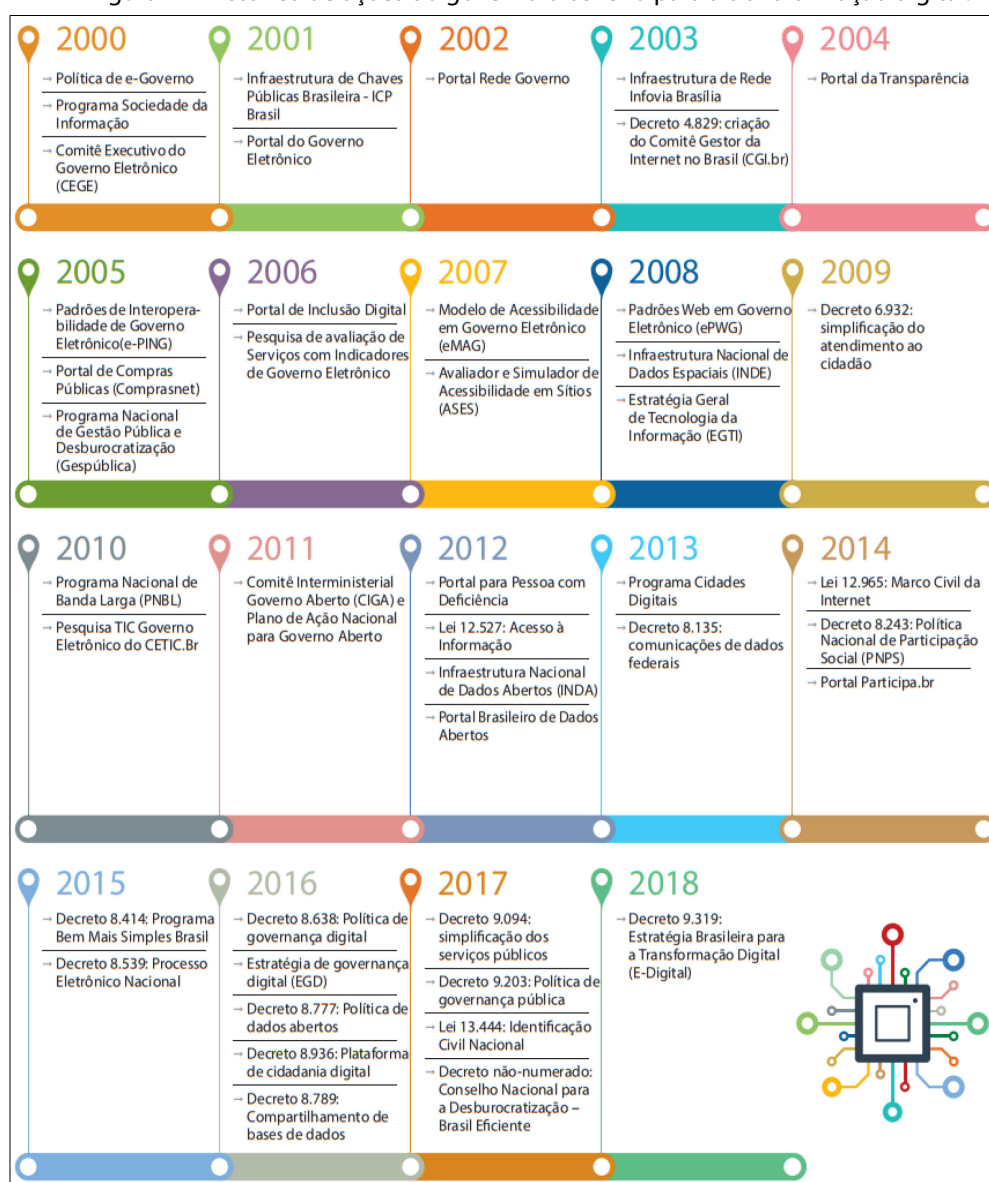 2000
→ Política de e-Governo
→ Programa Sociedade da
Informação
→ Comitê Executivo do
Governo Eletrônico
(CEGE)
2001
→ Infraestrutura de Chaves
Públicas Brasileira - ICP
Brasil
→ Portal do Governo
Eletrônico
2002
→ Portal Rede Governo
2003
→ Infraestrutura de Rede
Infovia Brasília
→ Decreto 4.829: criação
do Comitê Gestor da
Internet no Brasil (CGI.br)
2004
→ Portal da Transparência
2005
→ Padrões de Interopera-
bilidade de Governo
Eletrônico(e-PING)
→ Portal de Compras
Públicas (Comprasnet)
→ Programa Nacional
de Gestão Pública e
Desburocratização
(Gespública)
2006
→ Portal de Inclusão Digital
→ Pesquisa de avaliação de
Serviços com Indicadores
de Governo Eletrônico
2007
→ Modelo de Acessibilidade
em Governo Eletrônico
(eMAG)
→ Avaliador e Simulador de
Acessibilidade em Sítios
(ASES)
2008
→ Padrões Web em Governo
Eletrônico (ePWG)
→ Infraestrutura Nacional de
Dados Espaciais (INDE)
→ Estratégia Geral
de Tecnologia da
Informação (EGTI)
2009
→ Decreto 6.932:
simplificação do
atendimento ao
cidadão
2010
→ Programa Nacional de
Banda Larga (PNBL)
→ Pesquisa TIC Governo
Eletrônico do CETIC.Br
2011
→ Comitê Interministerial
Governo Aberto (CIGA) e
Plano de Ação Nacional
para Governo Aberto
2012
→ Portal para Pessoa com
Deficiência
→ Lei 12.527: Acesso à
Informação
→ Infraestrutura Nacional
de Dados Abertos (INDA)
→ Portal Brasileiro de Dados
Abertos
2013
→ Programa Cidades
Digitais
→ Decreto 8.135:
comunicações de dados
federais
2014
→ Lei 12.965: Marco Civil da
Internet
→ Decreto 8.243: Política
Nacional de Participação
Social (PNPS)
→ Portal Participa.br
2015
→ Decreto 8.414: Programa
Bem Mais Simples Brasil
→ Decreto 8.539: Processo
Eletrônico Nacional
2016
→ Decreto 8.638: Política de
governança digital
→ Estratégia de governança
digital (EGD)
→ Decreto 8.777: Política de
dados abertos
→ Decreto 8.936: Plataforma
de cidadania digital
→ Decreto 8.789:
Compartilhamento de
bases de dados
2017
→ Decreto 9.094:
simplificação dos
serviços públicos
→ Decreto 9.203: Política de
governança pública
→ Lei 13.444: Identificação
Civil Nacional
→ Decreto não-numerado:
Conselho Nacional para
a Desburocratização –
Brasil Eficiente
2018
→ Decreto 9.319:
Estratégia Brasileira para
a Transformação Digital
(E-Digital)